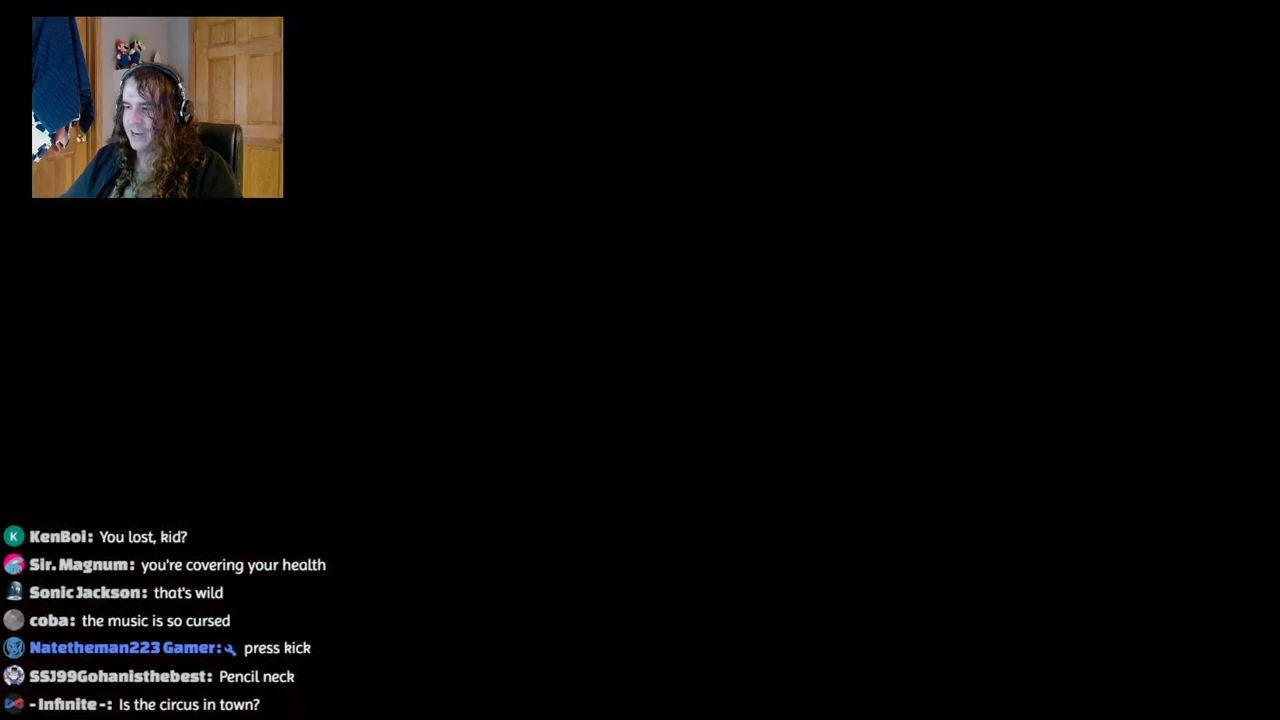 K KenBoi: You lost, kid?
Sir. Magnum: you're covering your health
Sonic Jackson: that's wild
coba: the music is so cursed
Natetheman223 Gamer: press kick
SSJ99Gohanisthebest: Pencil neck
- Infinite -: Is the circus in town?